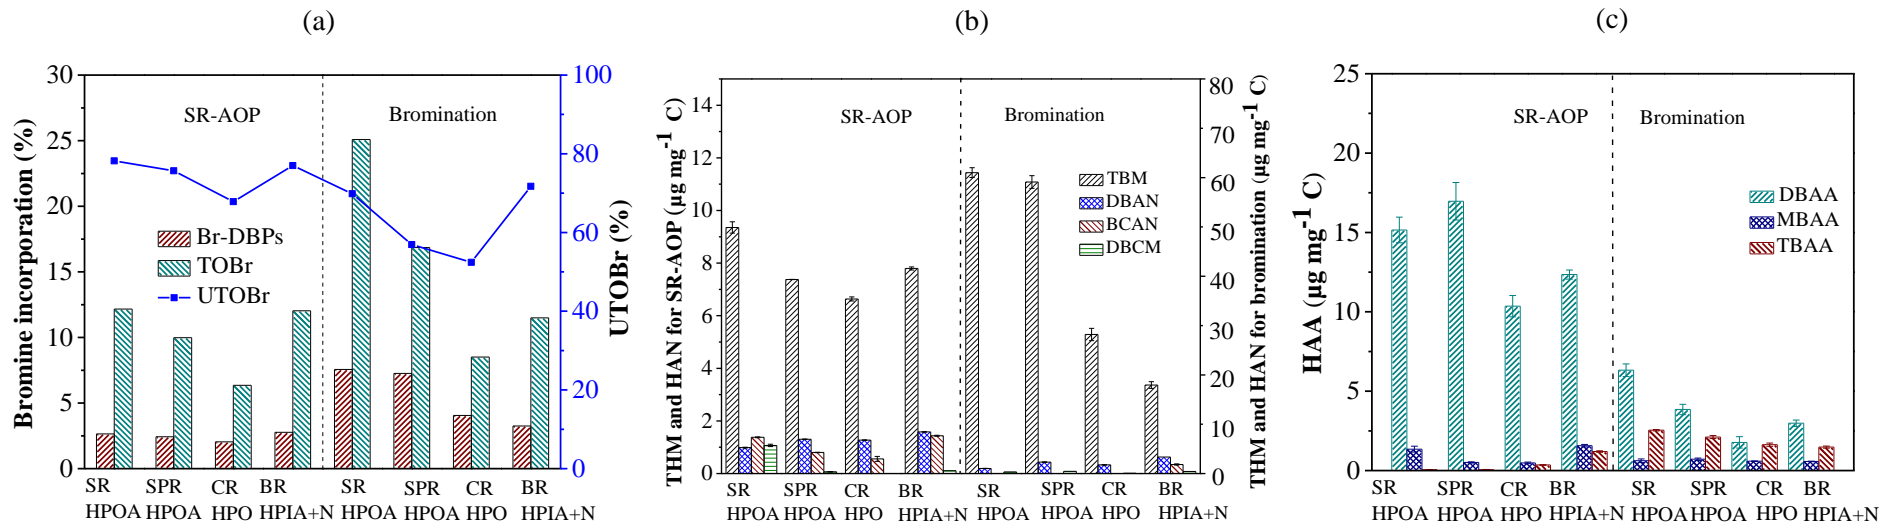 (a)
Bromine incorporation (%)
30
25
20
15
10
5
0
SR-AOP
Bromination
Br-DBPs
TOBr
UTOBr
100
80
60
40
20
0
UTOBr (%)
SR
HPOA
SPR
HPOA
CR
HPO
BR
HPIA+N
SR
HPOA
SPR
HPOA
CR
HPO
BR
HPIA+N
(b)
THM and HAN for SR-AOP (µg mg-1 C)
14
12
10
8
6
4
2
0
SR-AOP
Bromination
TBM
DBAN
BCAN
DBCM
80
70
60
50
40
30
20
10
0
THM and HAN for bromination (µg mg-1 C)
SR
HPOA
SPR
HPOA
CR
HPO
BR
HPIA+N
SR
HPOA
SPR
HPOA
CR
HPO
BR
HPIA+N
(c)
HAA (µg mg-1 C)
25
20
15
10
5
0
SR-AOP
Bromination
DBAA
MBAA
TBAA
SR
HPOA
SPR
HPOA
CR
HPO
BR
HPIA+N
SR
HPOA
SPR
HPOA
CR
HPO
BR
HPIA+N